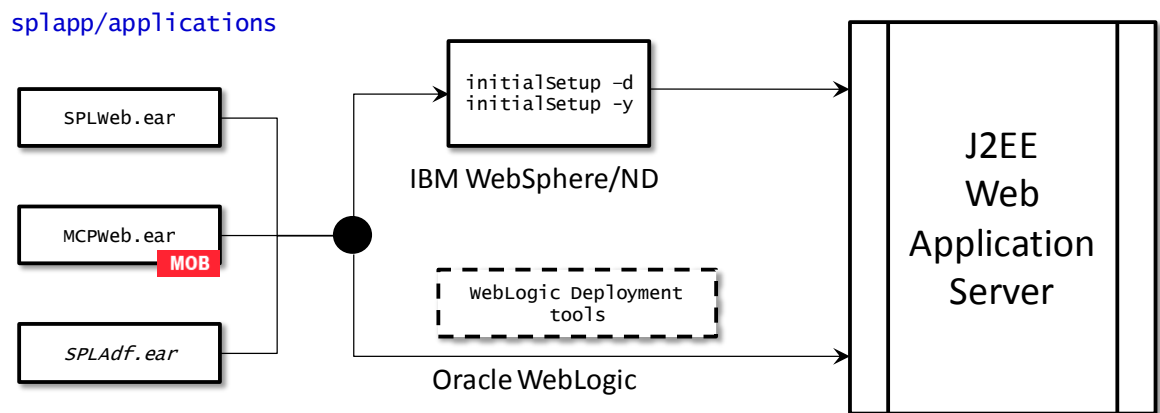 splapp/applications
SPLWeb.ear
MCPWeb.ear
MOB
SPLAdf.ear
initialSetup –d
initialSetup -y
IBM WebSphere/ND
WebLogic Deployment
tools
Oracle WebLogic
J2EE
Web
Application
Server